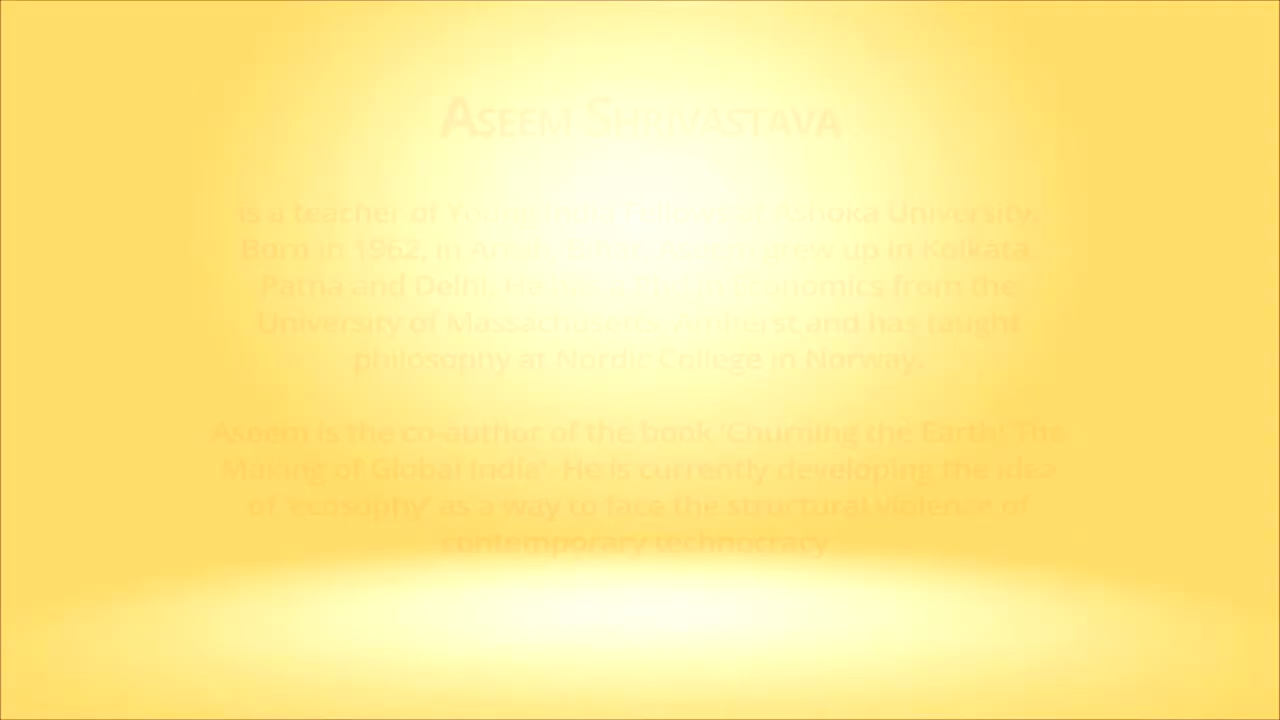 ASEEM SHRIVASTAVA
is a teacher of Young India Fellows at Ashoka University.
Born in 1962, in Aseem grew up in Kolkata,
Patna and Delhi. He has a PhD in Economics from the
University of Massachusetts, Amherst and has taught
philosophy at Nordic College in Norway.
Aseem is the co-author of the book 'Churning the Earth: The
Making of Global India'. He is currently developing the idea
of 'ecosophy' as a way to face the structural violence of
contemporary technocracy